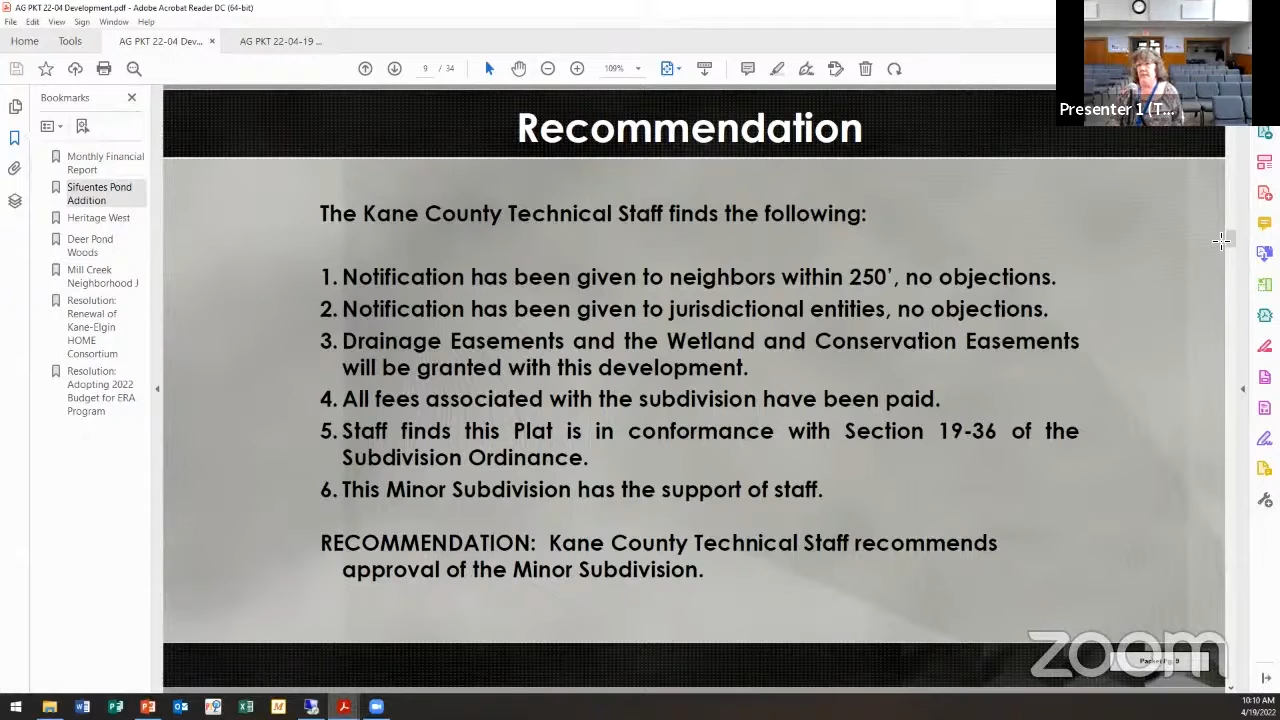 AG PKT 22-04 Development.pdf - Adobe Acrobat Reader DC (64-bit)
File Edit View Sign Window Help
Home Tools AG PKT 22-04 Dev... × AG PKT 22-04-19 ...
9 / 34 109%
Bookmarks
Monthly Financial
Report
Sifuentes Pond
Addition
Heritage West
Deer Pond
Woods
Mill Creek
Neighborhood J
Resolution:
Renewal of
Kane-Elgin
HOME
Consortium
Resolution:
Adopting 2022
Budget for ERA
Program
Presenter 1 (T...
Recommendation
The Kane County Technical Staff finds the following:
1. Notification has been given to neighbors within 250’, no objections.
2. Notification has been given to jurisdictional entities, no objections.
3. Drainage Easements and the Wetland and Conservation Easements
will be granted with this development.
4. All fees associated with the subdivision have been paid.
5. Staff finds this Plat is in conformance with Section 19-36 of the
Subdivision Ordinance.
6. This Minor Subdivision has the support of staff.
RECOMMENDATION: Kane County Technical Staff recommends
approval of the Minor Subdivision.
zoom
Packet Pg. 9
10:10 AM
4/19/2022